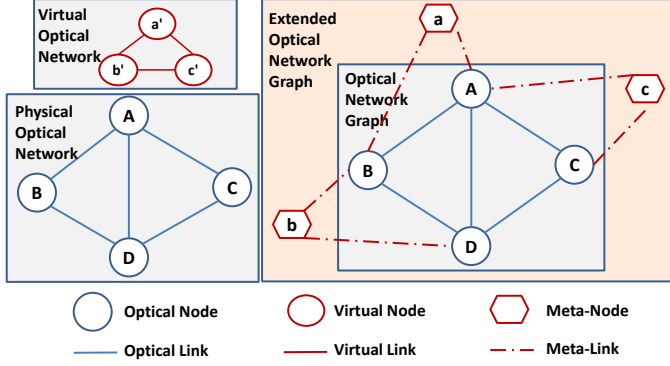 Virtual
Optical
Network
a'
b'
c'
Physical
Optical
Network
A
B
C
D
Extended
Optical
Network
Graph
a
Optical
Network
Graph
A
c
B
C
b
D
Optical Node
Virtual Node
Meta-Node
Optical Link
Virtual Link
Meta-Link